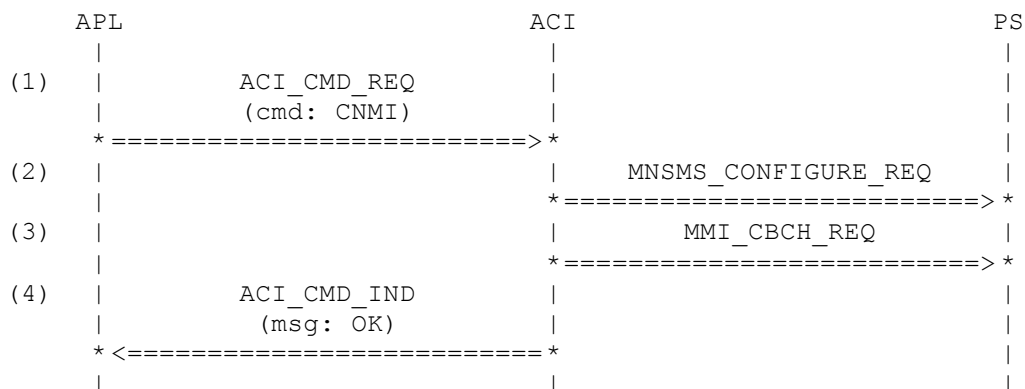 APL ACI PS
(1) ACI_CMD_REQ
(cmd: CNMI)
(2) MNSMS_CONFIGURE_REQ
(3) MMI_CBCH_REQ
(4) ACI_CMD_IND
(msg: OK)